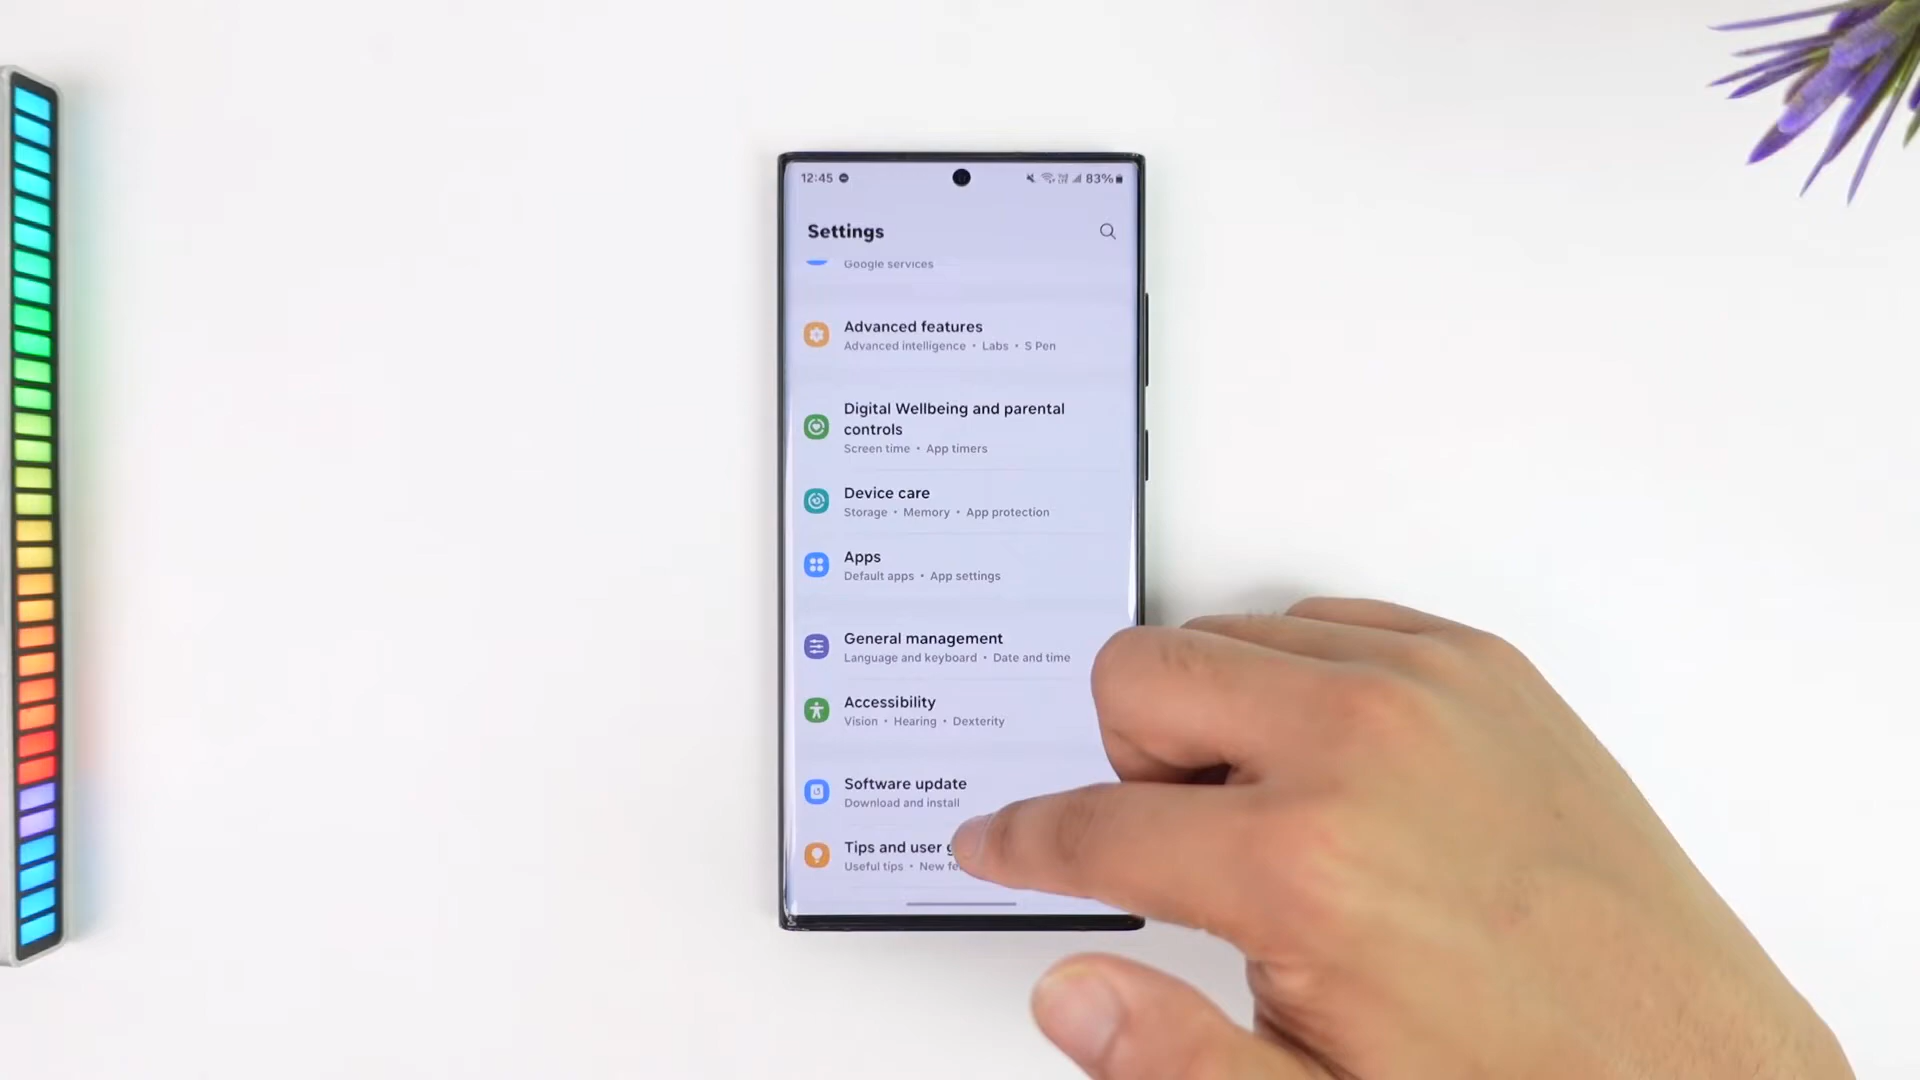 12:45
83%
Settings
Google services
Advanced features
Advanced intelligence • Labs • S Pen
Digital Wellbeing and parental
controls
Screen time • App timers
Device care
Storage • Memory • App protection
Apps
Default apps • App settings
General management
Language and keyboard • Date and time
Accessibility
Vision • Hearing • Dexterity
Software update
Download and install
Tips and user
Useful tips • New